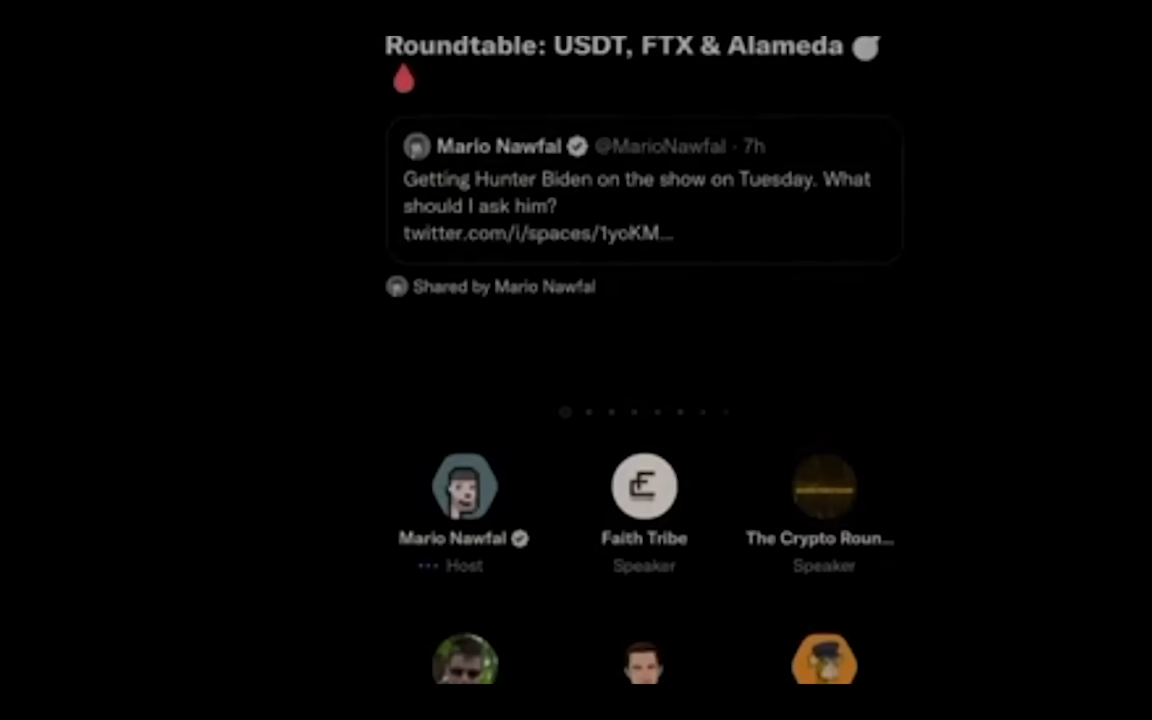 Roundtable: USDT, FTX & Alameda
Mario Nawfal @MarioNawfal · 7h
Getting Hunter Biden on the show on Tuesday. What
should I ask him?
twitter.com/i/spaces/1yoKM...
Shared by Mario Nawfal
Mario Nawfal Faith Tribe The Crypto Roun...
Host Speaker Speaker